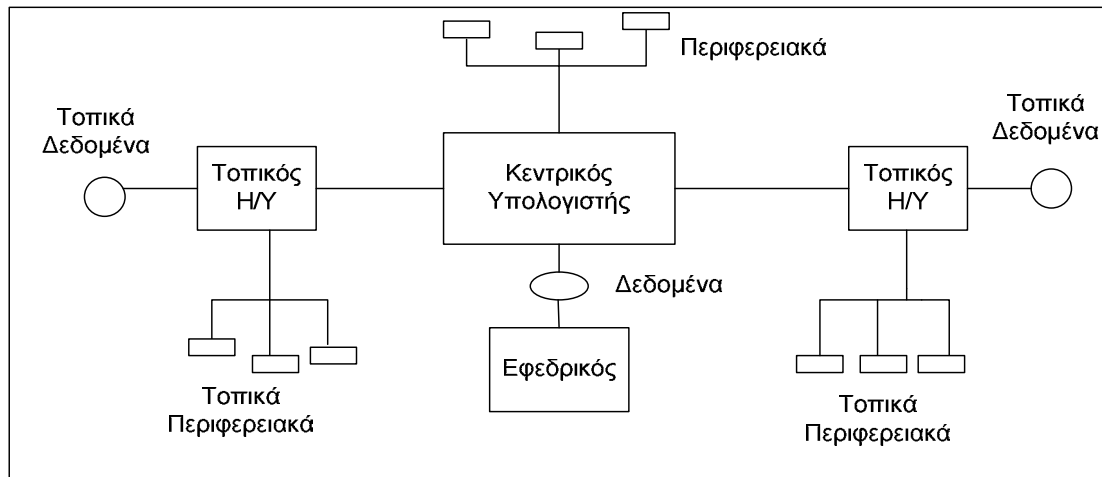 Περιφερειακά
Τοπικά
Δεδομένα
Τοπικός
Η/Υ
Κεντρικός
Υπολογιστής
Τοπικός
Η/Υ
Τοπικά
Δεδομένα
Δεδομένα
Εφεδρικός
Τοπικά
Περιφερειακά
Τοπικά
Περιφερειακά